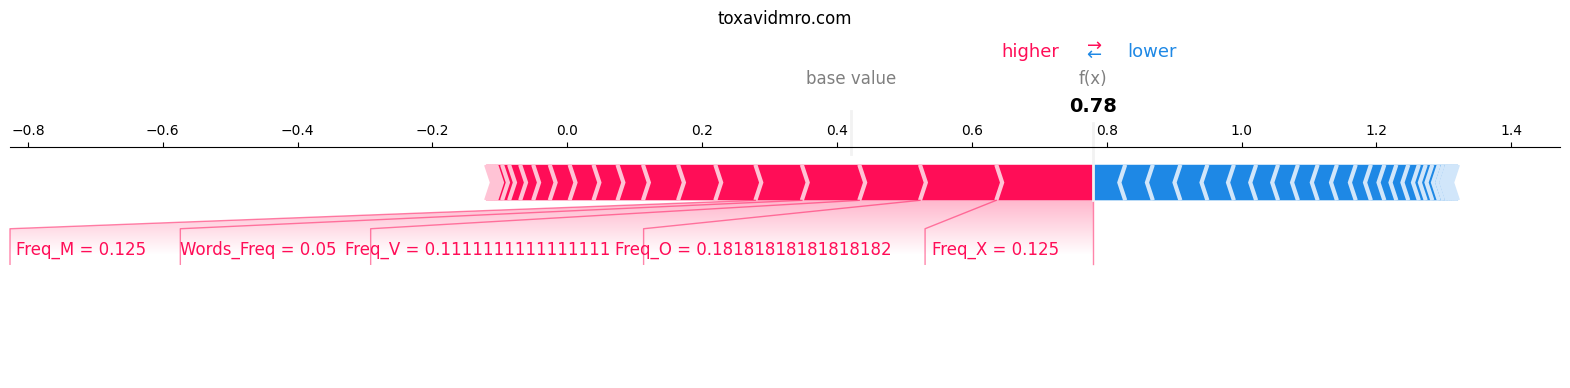 toxavidmro.com
higher → ← lower
base value f(x)
0.78
−0.8 −0.6 −0.4 −0.2 0.0 0.2 0.4 0.6 0.8 1.0 1.2 1.4
Freq_M = 0.125 Words_Freq = 0.05 Freq_V = 0.1111111111111111 Freq_O = 0.18181818181818182 Freq_X = 0.125